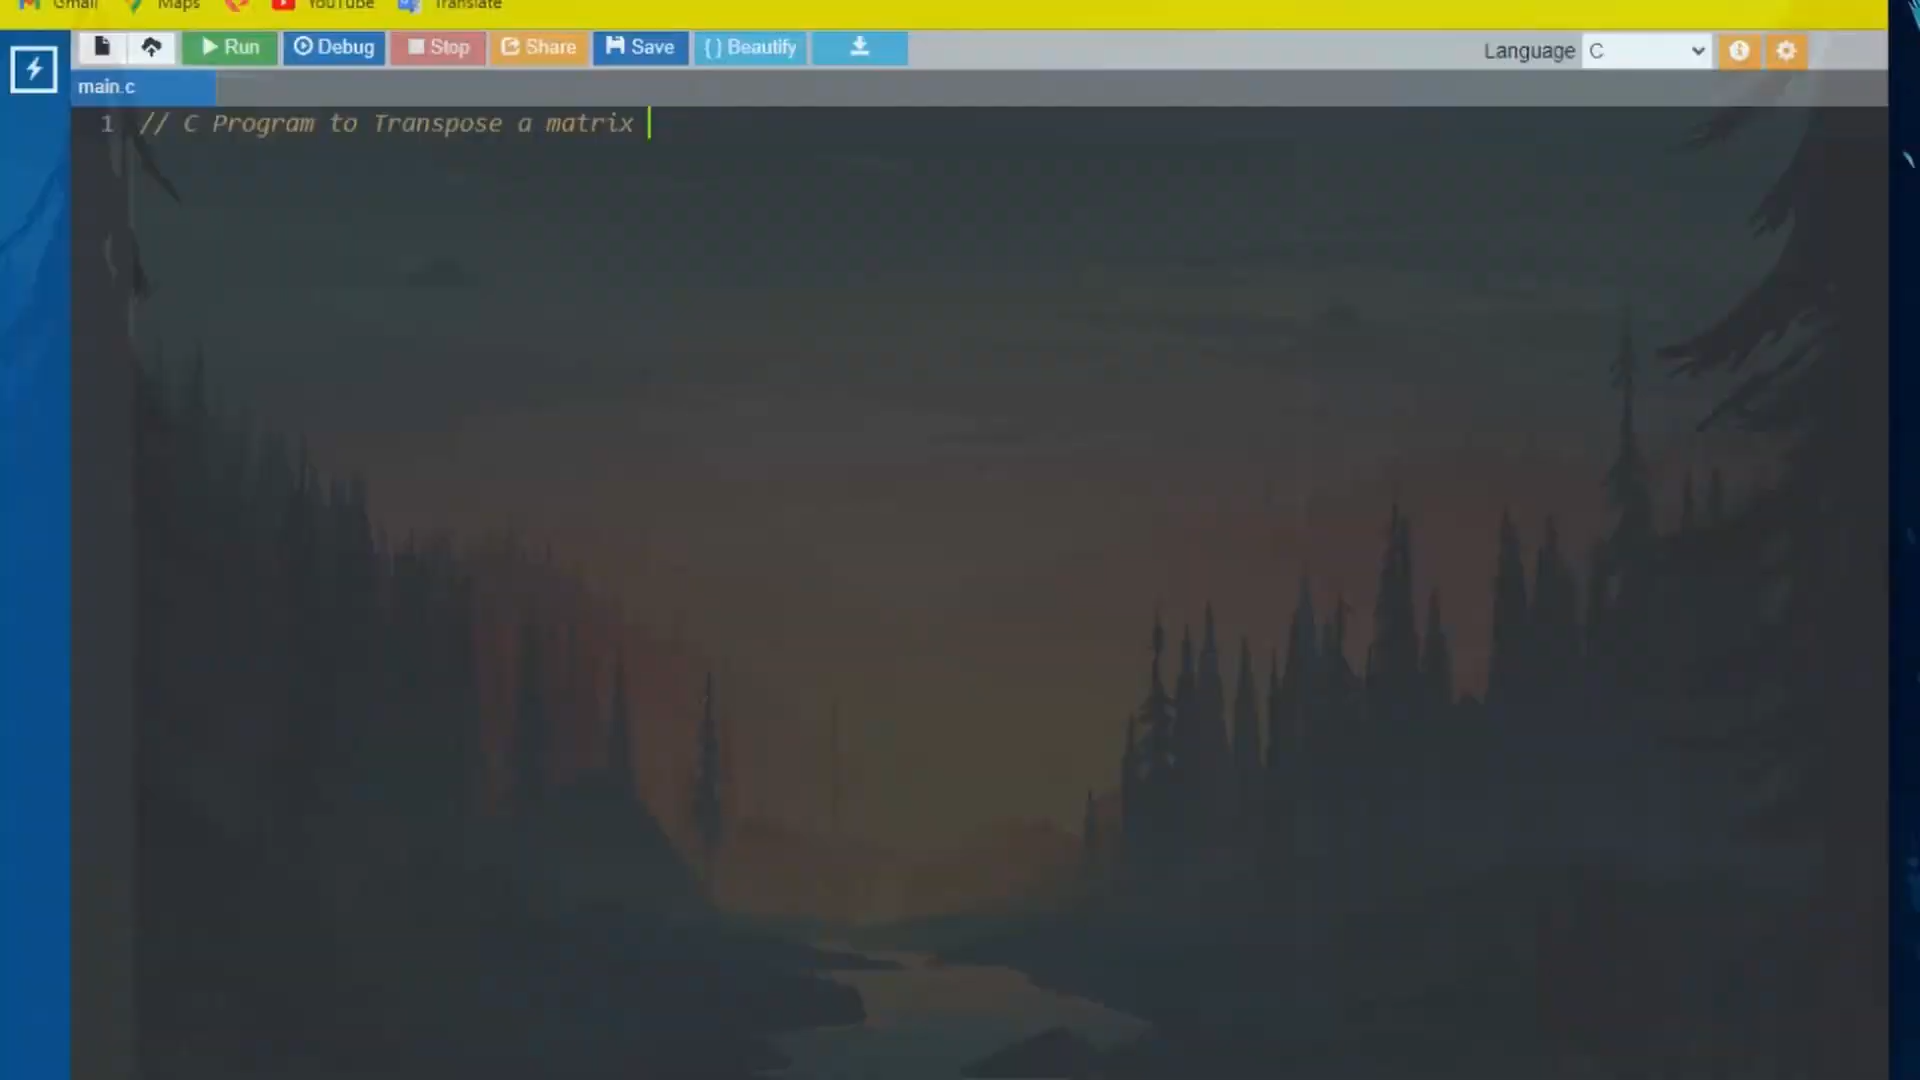 Gmail Maps YouTube Translate
Run Debug Stop Share Save { } Beautify Language C
main.c
1 // C Program to Transpose a matrix